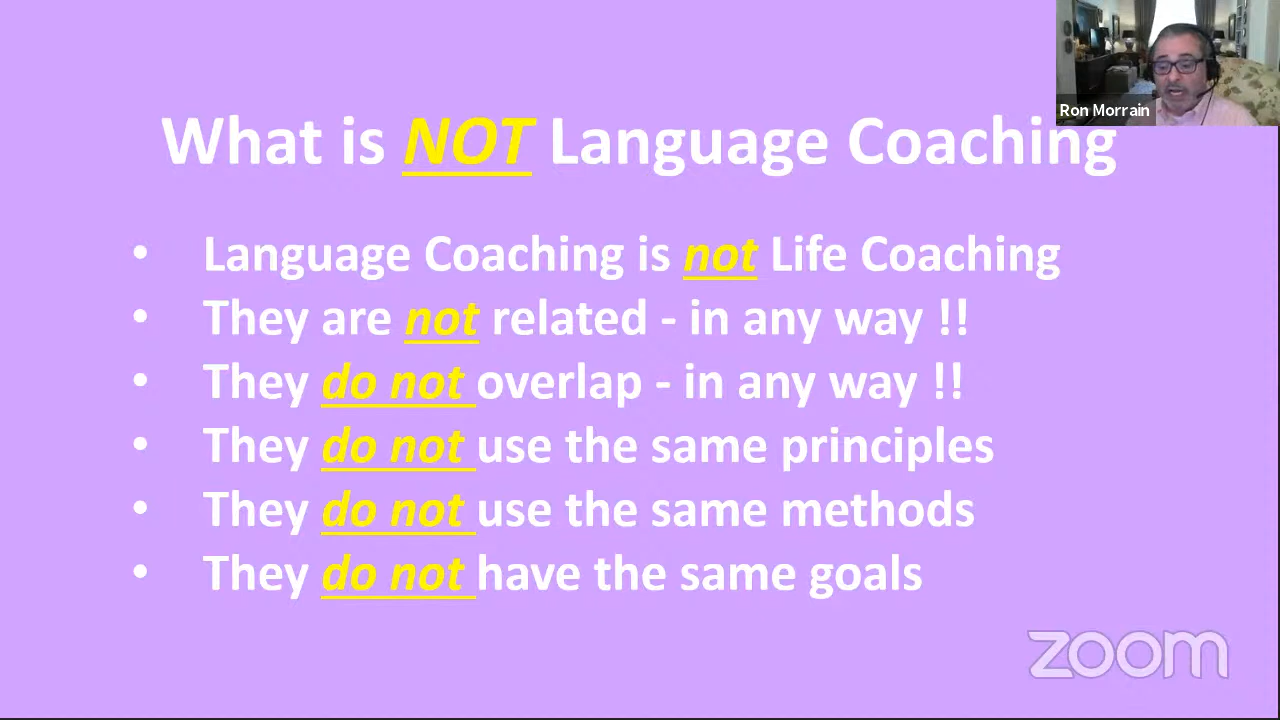 Ron Morrain
What is NOT Language Coaching
• Language Coaching is not Life Coaching
• They are not related - in any way !!
• They do not overlap - in any way !!
• They do not use the same principles
• They do not use the same methods
• They do not have the same goals
zoom